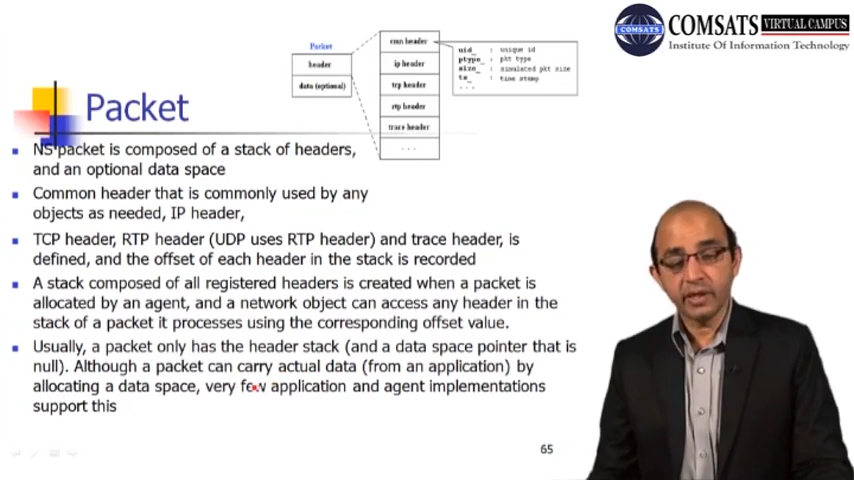 COMSATS VIRTUAL CAMPUS
Institute Of Information Technology
COMSATS
Packet
header
data (optional)
cmn header
ip header
tcp header
rtp header
trace header
. . .
uid_ : unique id
ptype_ : pkt type
size_ : simulated pkt size
ts_ : time stamp
. . .
Packet
NS packet is composed of a stack of headers,
and an optional data space
Common header that is commonly used by any
objects as needed, IP header,
TCP header, RTP header (UDP uses RTP header) and trace header, is
defined, and the offset of each header in the stack is recorded
A stack composed of all registered headers is created when a packet is
allocated by an agent, and a network object can access any header in the
stack of a packet it processes using the corresponding offset value.
Usually, a packet only has the header stack (and a data space pointer that is
null). Although a packet can carry actual data (from an application) by
allocating a data space, very few application and agent implementations
support this
65